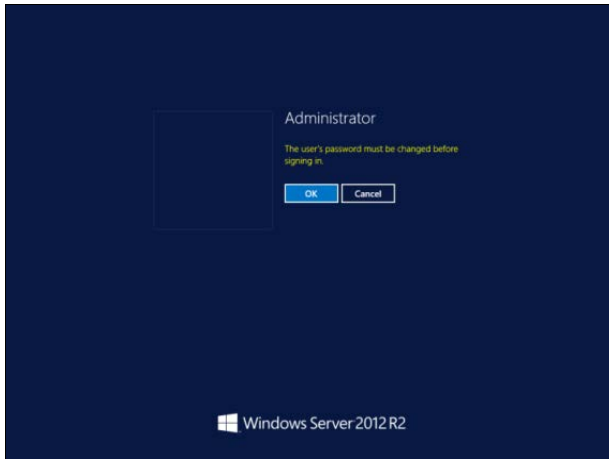 Administrator
The user's password must be changed before
signing in.
OK Cancel
Windows Server 2012 R2